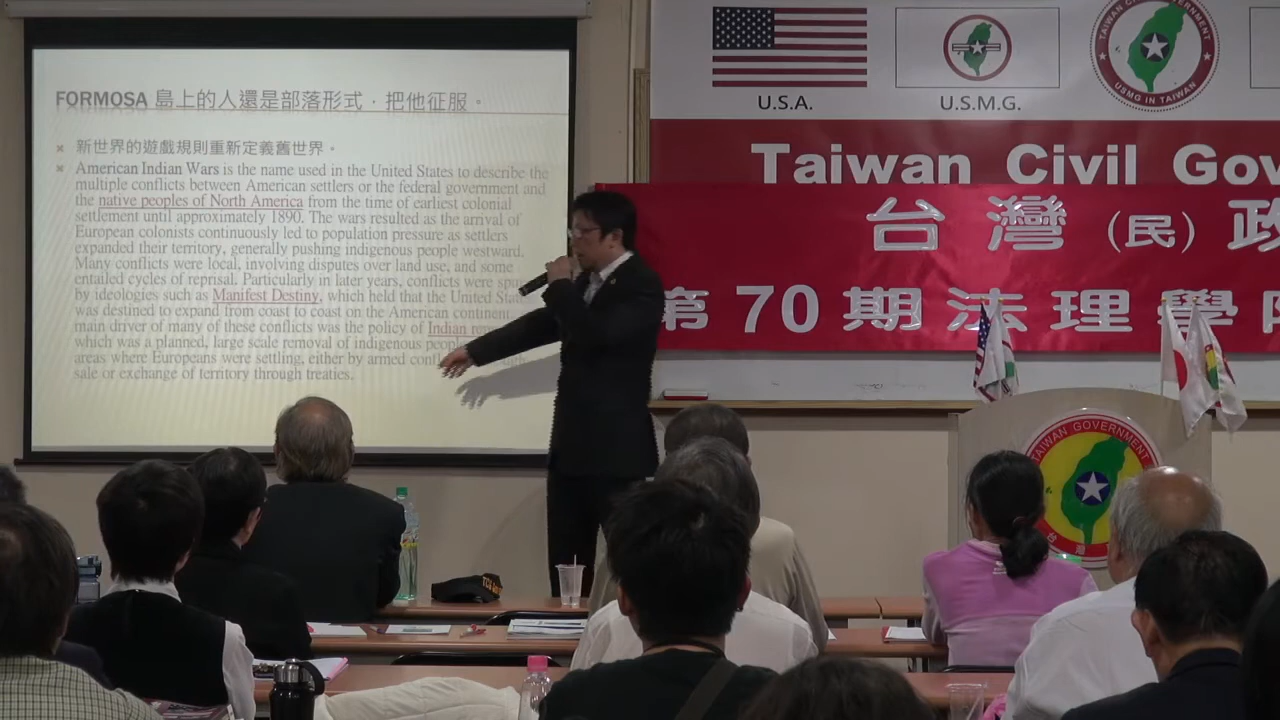 FORMOSA 島上的人還是部落形式，把他征服。
新世界的遊戲規則重新定義舊世界。
American Indian Wars is the name used in the United States to describe the
multiple conflicts between American settlers or the federal government and
the native peoples of North America from the time of earliest colonial
settlement until approximately 1890. The wars resulted as the arrival of
European colonists continuously led to population pressure as settlers
expanded their territory, generally pushing indigenous people westward.
Many conflicts were local, involving disputes over land use, and some
entailed cycles of reprisal. Particularly in later years, conflicts were
by ideologies such as Manifest Destiny, which held that the United
was destined to expand from coast to coast on the American continent
main driver of many of these conflicts was the policy of Indian
which was a planned, large scale removal of indigenous
areas where Europeans were settling, either by armed
sale or exchange of territory through treaties.
U.S.A.
U.S.M.G.
TAIWAN CIVIL GOVERNMENT
USMG IN TAIWAN
Taiwan Civil
台灣（民）政
第70期法理學
TAIWAN GOVERNMENT
台灣